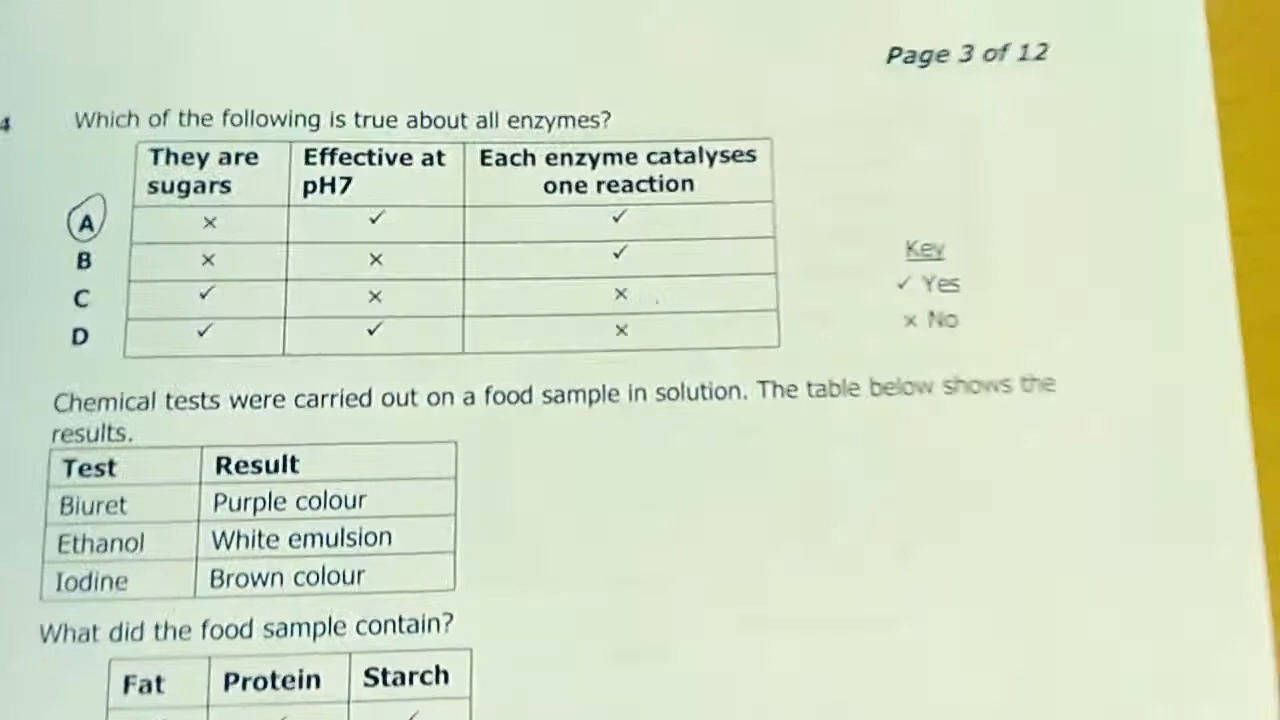 Page 3 of 12
4 Which of the following is true about all enzymes?
They are sugars Effective at pH7 Each enzyme catalyses one reaction
A × ✓ ✓
B × × ✓
C ✓ × ×
D ✓ ✓ ×
Key
✓ Yes
× No
Chemical tests were carried out on a food sample in solution. The table below shows the
results.
Test Result
Biuret Purple colour
Ethanol White emulsion
Iodine Brown colour
What did the food sample contain?
Fat Protein Starch